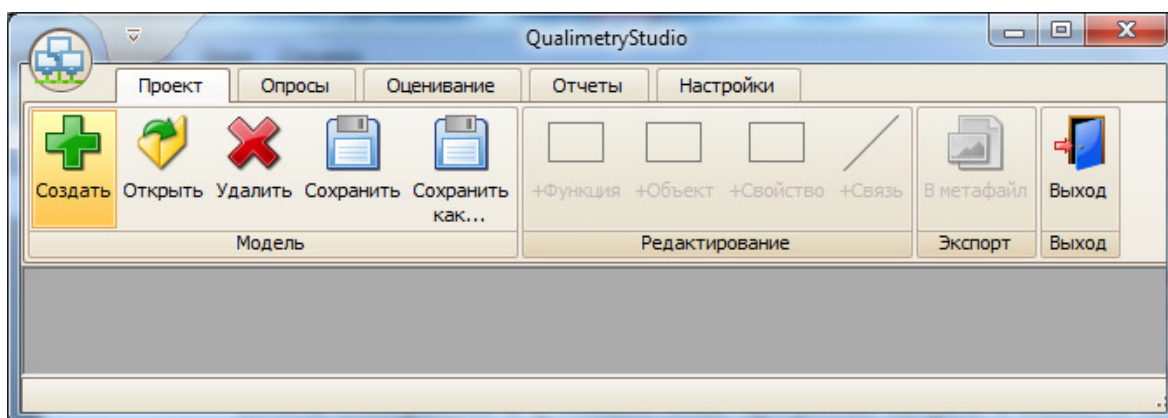 QualimetryStudio
Проект Опросы Оценивание Отчеты Настройки
Создать Открыть Удалить Сохранить Сохранить как... +Функция +Объект +Свойство +Связь В метафайл Выход
Модель Редактирование Экспорт Выход